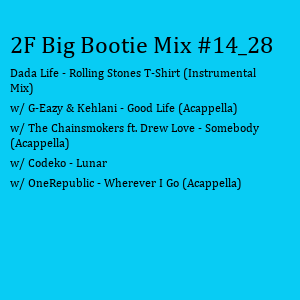 2F Big Bootie Mix #14_28
Dada Life - Rolling Stones T-Shirt (Instrumental
Mix)
w/ G-Eazy & Kehlani - Good Life (Acappella)
w/ The Chainsmokers ft. Drew Love - Somebody
(Acappella)
w/ Codeko - Lunar
w/ OneRepublic - Wherever I Go (Acappella)